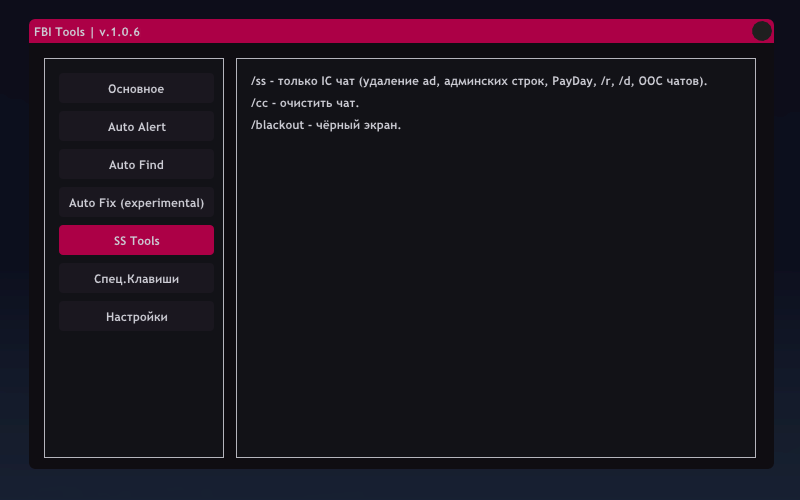 FBI Tools | v.1.0.6
Основное
Auto Alert
Auto Find
Auto Fix (experimental)
SS Tools
Спец.Клавиши
Настройки
/ss - только IC чат (удаление ad, админских строк, PayDay, /r, /d, OOC чатов).
/cc - очистить чат.
/blackout - чёрный экран.